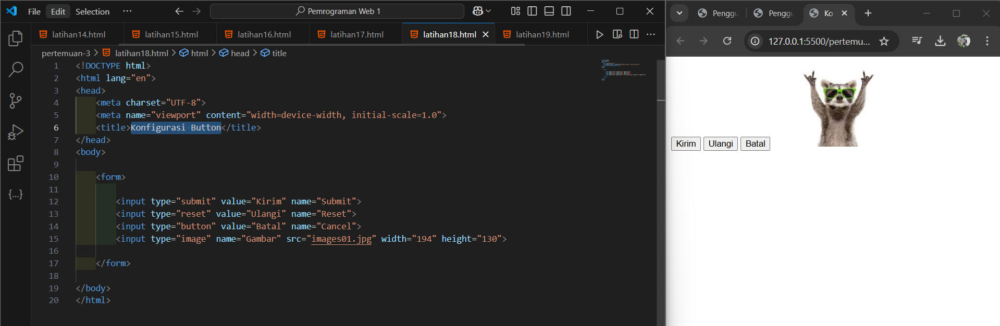 File Edit Selection ··· Pemrograman Web 1
latihan14.html latihan15.html latihan16.html latihan17.html latihan18.html latihan19.html
pertemuan-3 > latihan18.html > html > head > title
1 <!DOCTYPE html>
2 <html lang="en">
3 <head>
4 <meta charset="UTF-8">
5 <meta name="viewport" content="width=device-width, initial-scale=1.0">
6 <title>Konfigurasi Button</title>
7 </head>
8 <body>
9
10 <form>
11
12 <input type="submit" value="Kirim" name="Submit">
13 <input type="reset" value="Ulangi" name="Reset">
14 <input type="button" value="Batal" name="Cancel">
15 <input type="image" name="Gambar" src="images01.jpg" width="194" height="130">
16
17 </form>
18
19 </body>
20 </html>
Penggu Penggu Ko
127.0.0.1:5500/pertemu...
Kirim Ulangi Batal